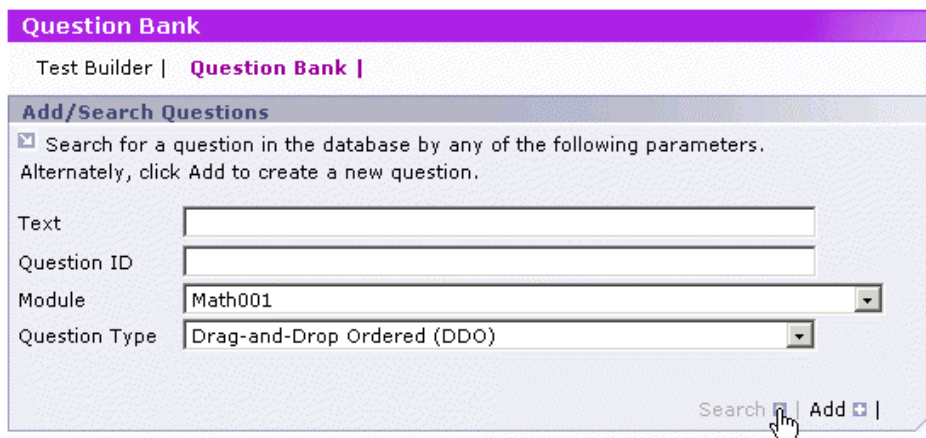 Question Bank
Test Builder | Question Bank |
Add/Search Questions
Search for a question in the database by any of the following parameters.
Alternately, click Add to create a new question.
Text
Question ID
Module Math001
Question Type Drag-and-Drop Ordered (DDO)
Search | Add |